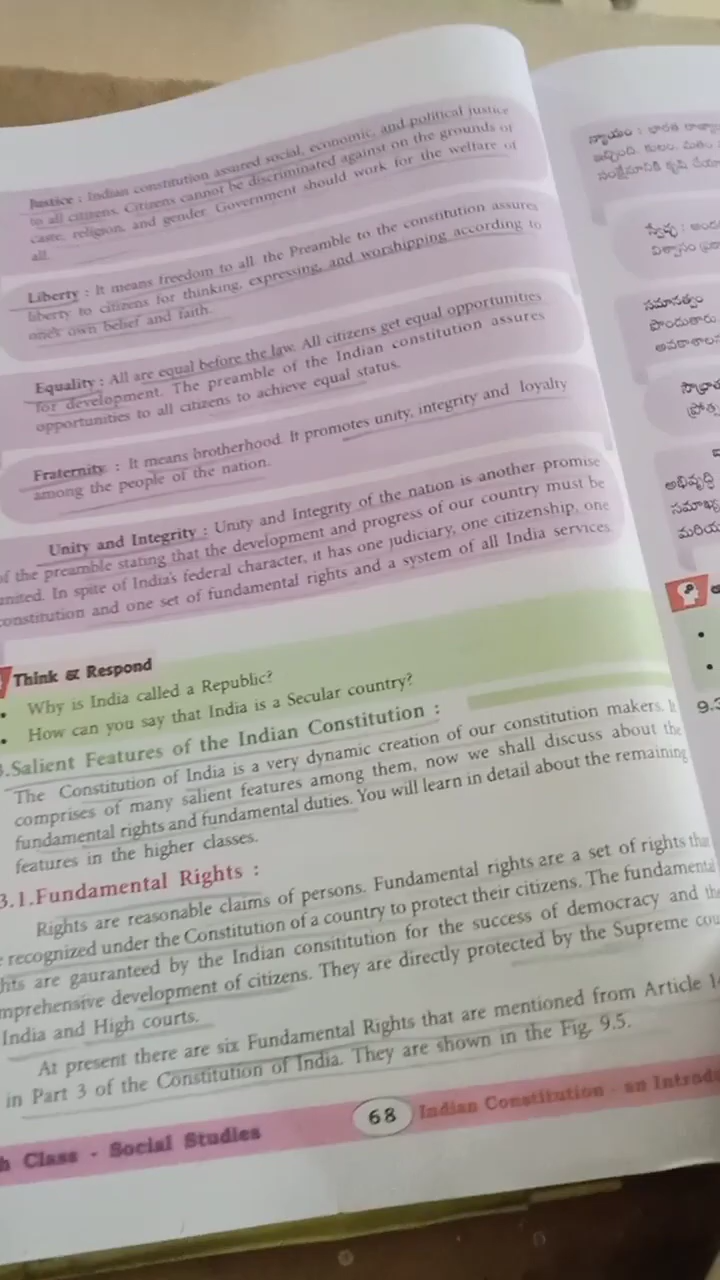 Justice : Indian constitution assured social, economic, and political justice
to all citizens. Citizens cannot be discriminated against on the grounds of
caste, religion, and gender. Government should work for the welfare of
all.
Liberty : It means freedom to all. the Preamble to the constitution assures
liberty to citizens for thinking, expressing, and worshipping according to
one's own belief and faith.
Equality : All are equal before the law. All citizens get equal opportunities
for development. The preamble of the Indian constitution assures
opportunities to all citizens to achieve equal status.
Fraternity : It means brotherhood. It promotes unity, integrity and loyalty
among the people of the nation.
Unity and Integrity : Unity and Integrity of the nation is another promise
of the preamble stating that the development and progress of our country must be
united. In spite of India's federal character, it has one judiciary, one citizenship, one
constitution and one set of fundamental rights and a system of all India services.
Think & Respond
• Why is India called a Republic?
• How can you say that India is a Secular country?
.Salient Features of the Indian Constitution :
The Constitution of India is a very dynamic creation of our constitution makers. It
comprises of many salient features among them, now we shall discuss about the
fundamental rights and fundamental duties. You will learn in detail about the remaining
features in the higher classes.
3.1.Fundamental Rights :
Rights are reasonable claims of persons. Fundamental rights are a set of rights
recognized under the Constitution of a country to protect their citizens. The fundamental
are gauranteed by the Indian consititution for the success of democracy and
development of citizens. They are directly protected by the Supreme
India and High courts.
At present there are six Fundamental Rights that are mentioned from Article
in Part 3 of the Constitution of India. They are shown in the Fig. 9.5.
Class - Social Studies
68
Indian Constitution - an
న్యాయం : భారత
కులం, మతం
స్వేచ్ఛ :
సమానత్వం
పొందుతారు.
మరియు